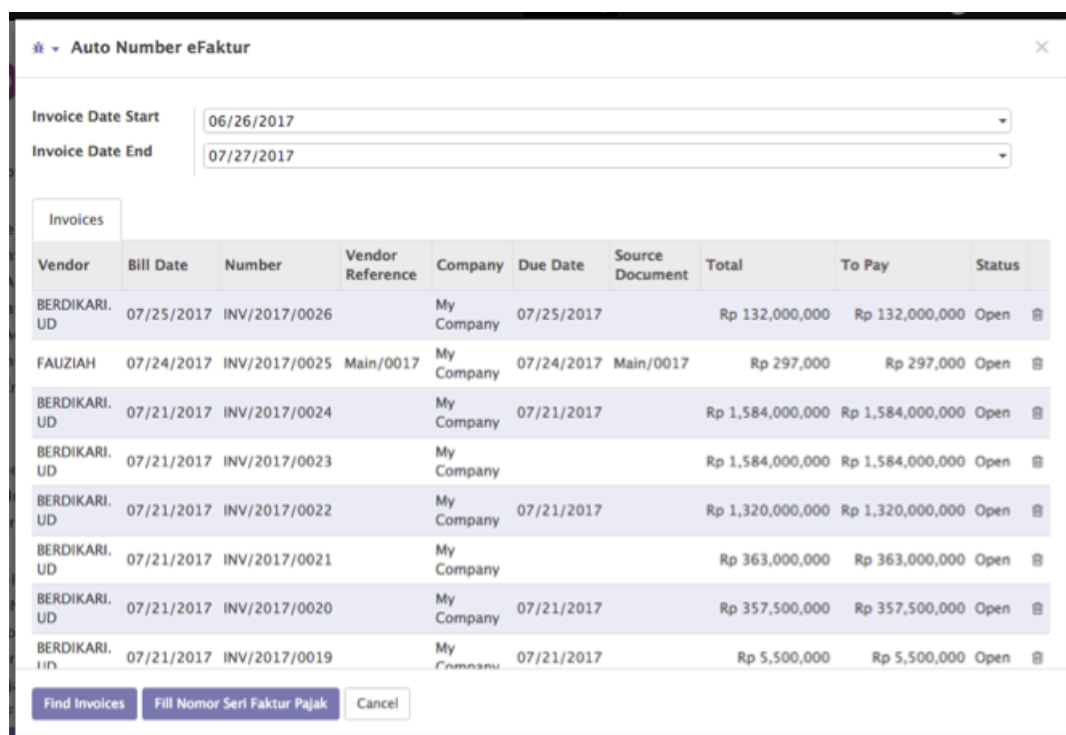 Auto Number eFaktur
Invoice Date Start 06/26/2017
Invoice Date End 07/27/2017
Invoices
Vendor Bill Date Number Vendor Reference Company Due Date Source Document Total To Pay Status
BERDIKARI. UD 07/25/2017 INV/2017/0026 My Company 07/25/2017 Rp 132,000,000 Rp 132,000,000 Open
FAUZIAH 07/24/2017 INV/2017/0025 Main/0017 My Company 07/24/2017 Main/0017 Rp 297,000 Rp 297,000 Open
BERDIKARI. UD 07/21/2017 INV/2017/0024 My Company 07/21/2017 Rp 1,584,000,000 Rp 1,584,000,000 Open
BERDIKARI. UD 07/21/2017 INV/2017/0023 My Company Rp 1,584,000,000 Rp 1,584,000,000 Open
BERDIKARI. UD 07/21/2017 INV/2017/0022 My Company 07/21/2017 Rp 1,320,000,000 Rp 1,320,000,000 Open
BERDIKARI. UD 07/21/2017 INV/2017/0021 My Company Rp 363,000,000 Rp 363,000,000 Open
BERDIKARI. UD 07/21/2017 INV/2017/0020 My Company 07/21/2017 Rp 357,500,000 Rp 357,500,000 Open
BERDIKARI. UD 07/21/2017 INV/2017/0019 My Company 07/21/2017 Rp 5,500,000 Rp 5,500,000 Open
Find Invoices Fill Nomor Seri Faktur Pajak Cancel